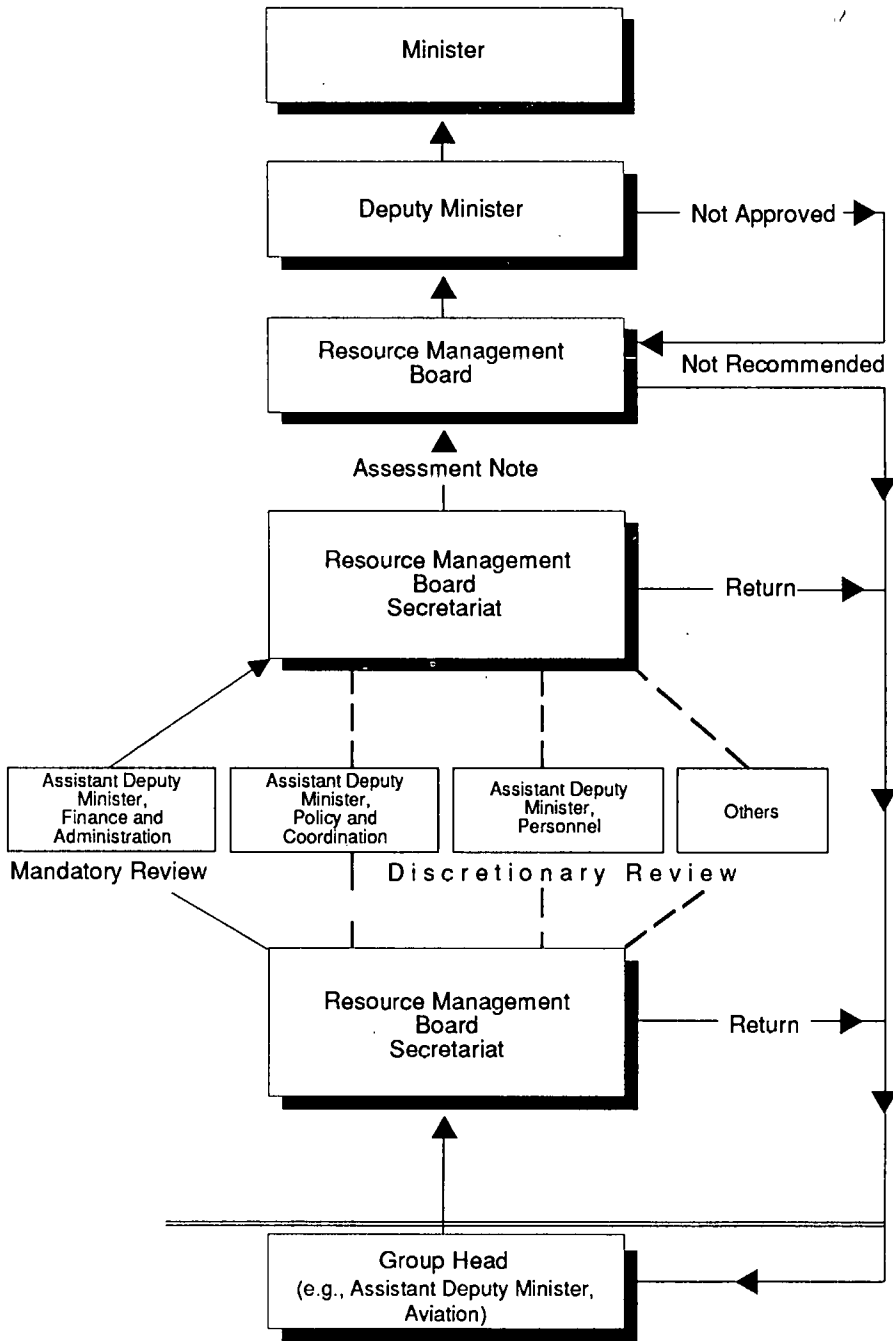 Minister
Deputy Minister
Not Approved
Resource Management
Board
Not Recommended
Assessment Note
Resource Management
Board
Secretariat
Return
Assistant Deputy
Minister,
Finance and
Administration
Assistant Deputy
Minister,
Policy and
Coordination
Assistant Deputy
Minister,
Personnel
Others
Mandatory Review
Discretionary Review
Resource Management
Board
Secretariat
Return
Group Head
(e.g., Assistant Deputy Minister,
Aviation)